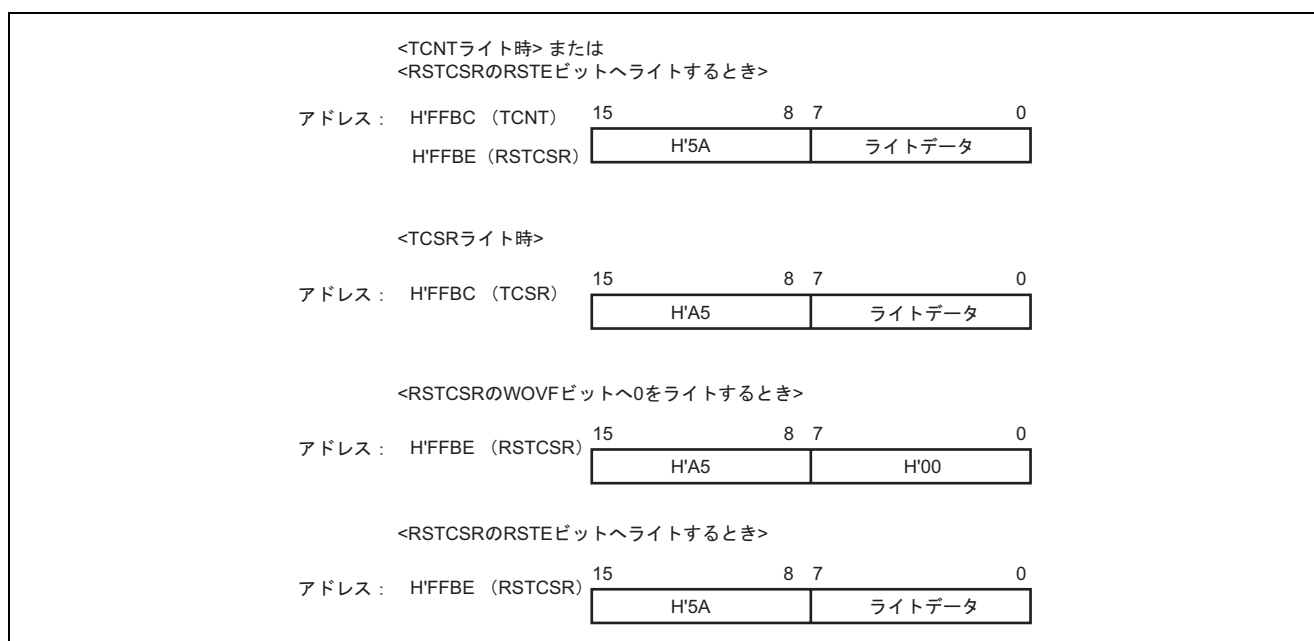 <TCNTライト時> または
<RSTCSRのRSTEビットへライトするとき>
アドレス： H'FFBC （TCNT） 15 8 7 0
H'FFBE（RSTCSR） H'5A ライトデータ
<TCSRライト時>
15 8 7 0
アドレス： H'FFBC （TCSR）
H'A5 ライトデータ
<RSTCSRのWOVFビットへ0をライトするとき>
15 8 7 0
アドレス： H'FFBE （RSTCSR）
H'A5 H'00
<RSTCSRのRSTEビットへライトするとき>
15 8 7 0
アドレス： H'FFBE （RSTCSR）
H'5A ライトデータ